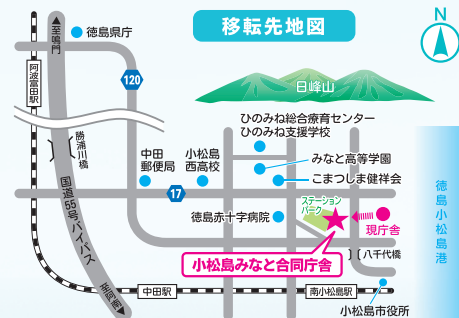 移転先地図
N
至鳴門
徳島県庁
阿波富田駅
120
日峰山
勝浦川橋
ひのみね総合療育センター
ひのみね支援学校
中田
郵便局
小松島
西高校
みなと高等学園
こまつしま健祥会
17
国道55号バイパス
徳島赤十字病院
ステーション
パーク
現庁舎
徳島小松島港
八千代橋
小松島みなと合同庁舎
至阿南
中田駅
南小松島駅
小松島市役所